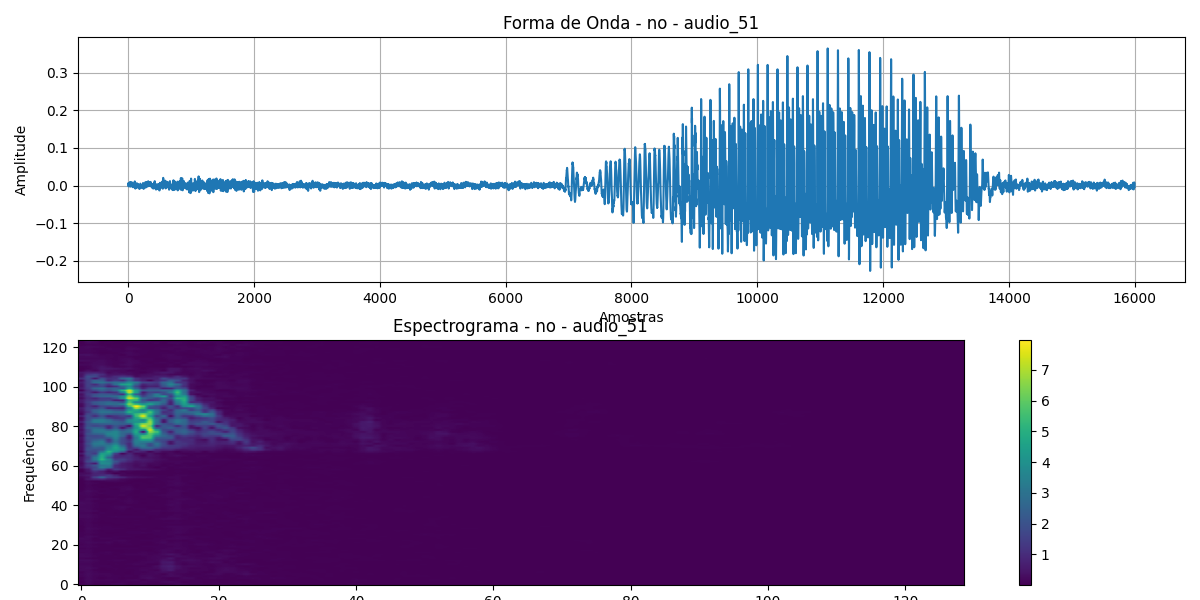 Forma de Onda - no - audio_51
Amplitude
0.3
0.2
0.1
0.0
−0.1
−0.2
0 2000 4000 6000 8000 10000 12000 14000 16000
Amostras
Espectrograma - no - audio_51
Frequência
120
100
80
60
40
20
0
0 20 40 60 80 100 120
7
6
5
4
3
2
1